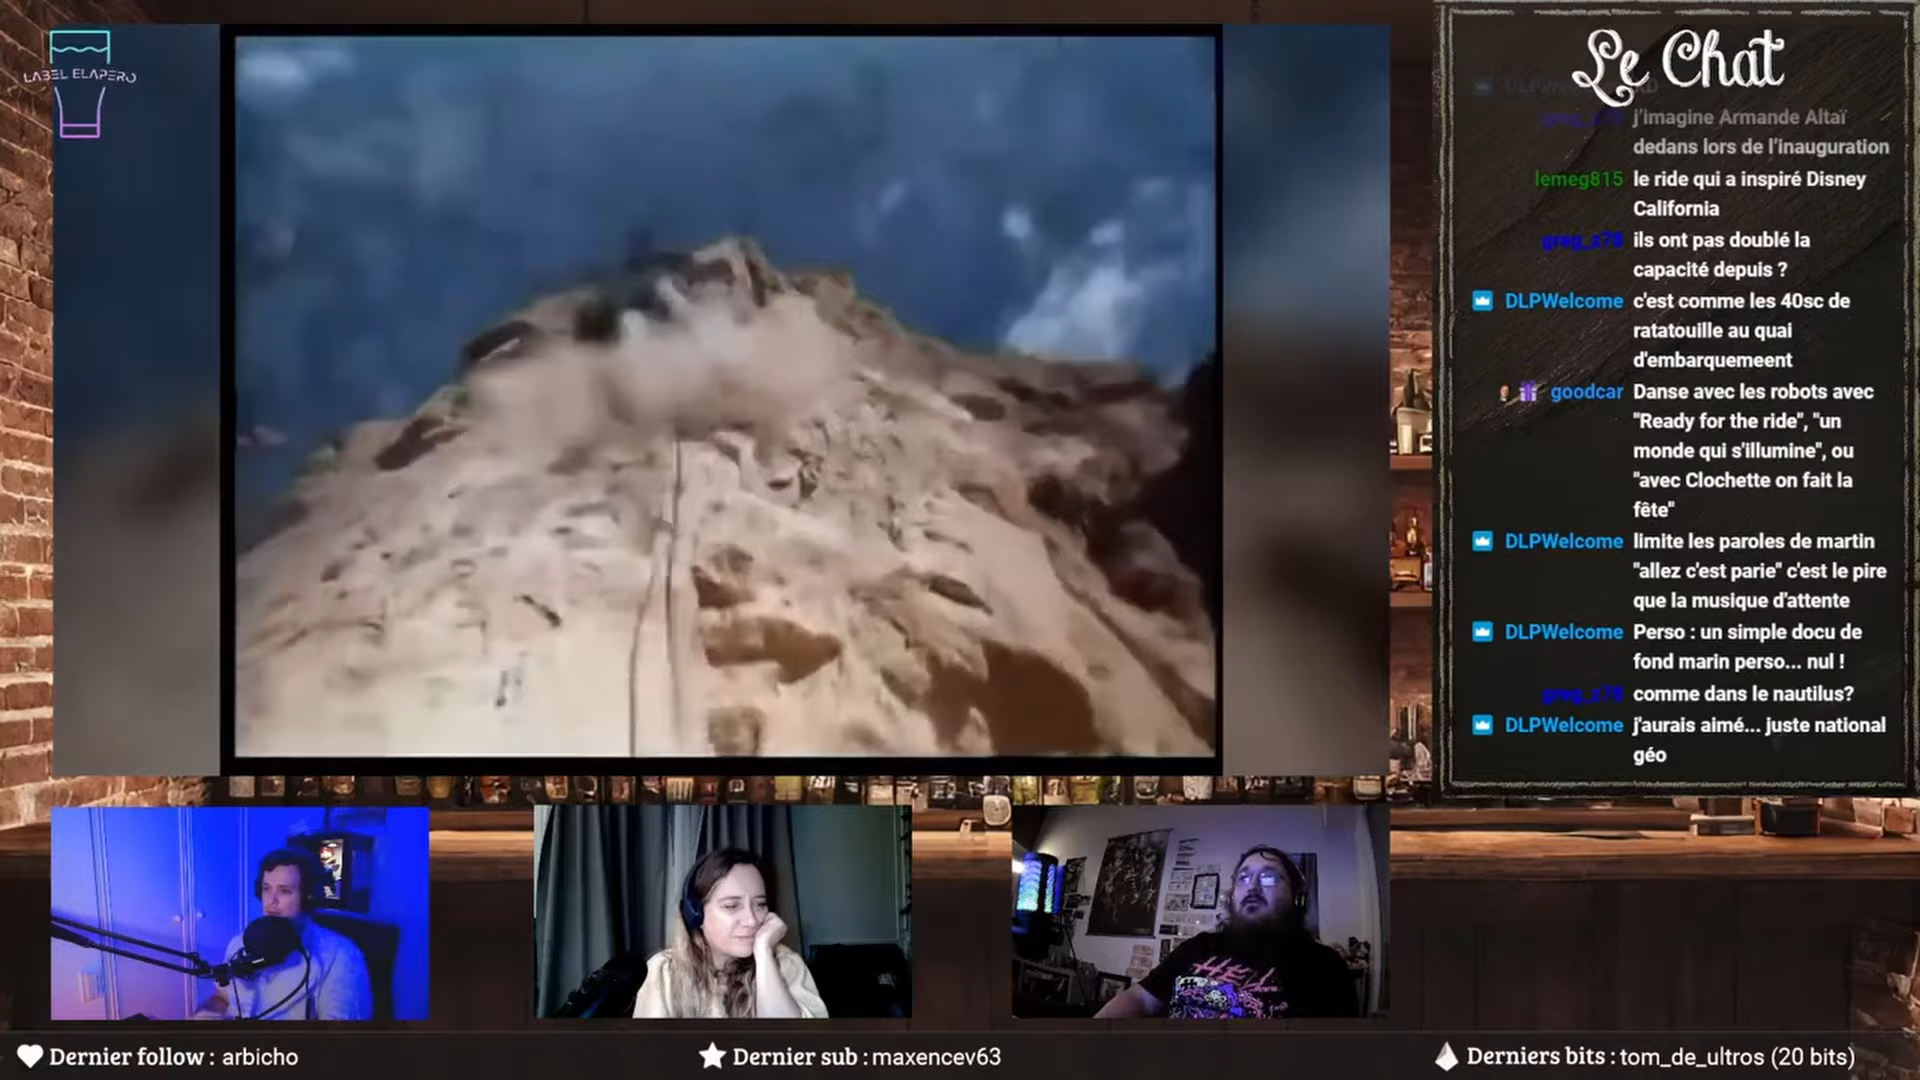 LABEL ELAPERO
Le Chat
j'imagine Armande Altaï
dedans lors de l'inauguration
lemeg815 le ride qui a inspiré Disney
California
greg_z78 ils ont pas doublé la
capacité depuis ?
DLPWelcome c'est comme les 40sc de
ratatouille au quai
d'embarquemeent
goodcar Danse avec les robots avec
"Ready for the ride", "un
monde qui s'illumine", ou
"avec Clochette on fait la
fête"
DLPWelcome limite les paroles de martin
"allez c'est parie" c'est le pire
que la musique d'attente
DLPWelcome Perso : un simple docu de
fond marin perso... nul !
greg_z78 comme dans le nautilus?
DLPWelcome j'aurais aimé... juste national
géo
HELL
Dernier follow : arbicho
Dernier sub : maxencev63
Derniers bits : tom_de_ultros (20 bits)